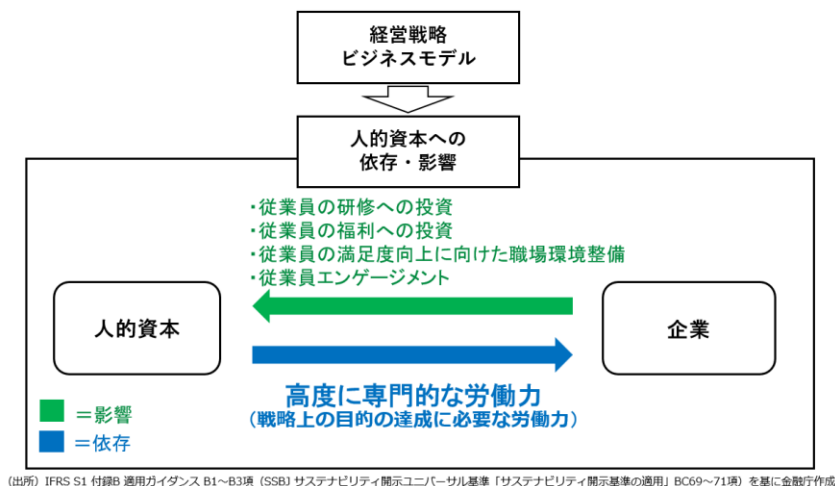 経営戦略
ビジネスモデル
人的資本への
依存・影響
・従業員の研修への投資
・従業員の福利への投資
・従業員の満足度向上に向けた職場環境整備
・従業員エンゲージメント
人的資本
企業
高度に専門的な労働力
(戦略上の目的の達成に必要な労働力)
=影響
=依存
(出所)IFRS S1 付録B 適用ガイダンス B1~B3項(SSBJ サステナビリティ開示ユニバーサル基準「サステナビリティ開示基準の適用」BC69~71項)を基に金融庁作成